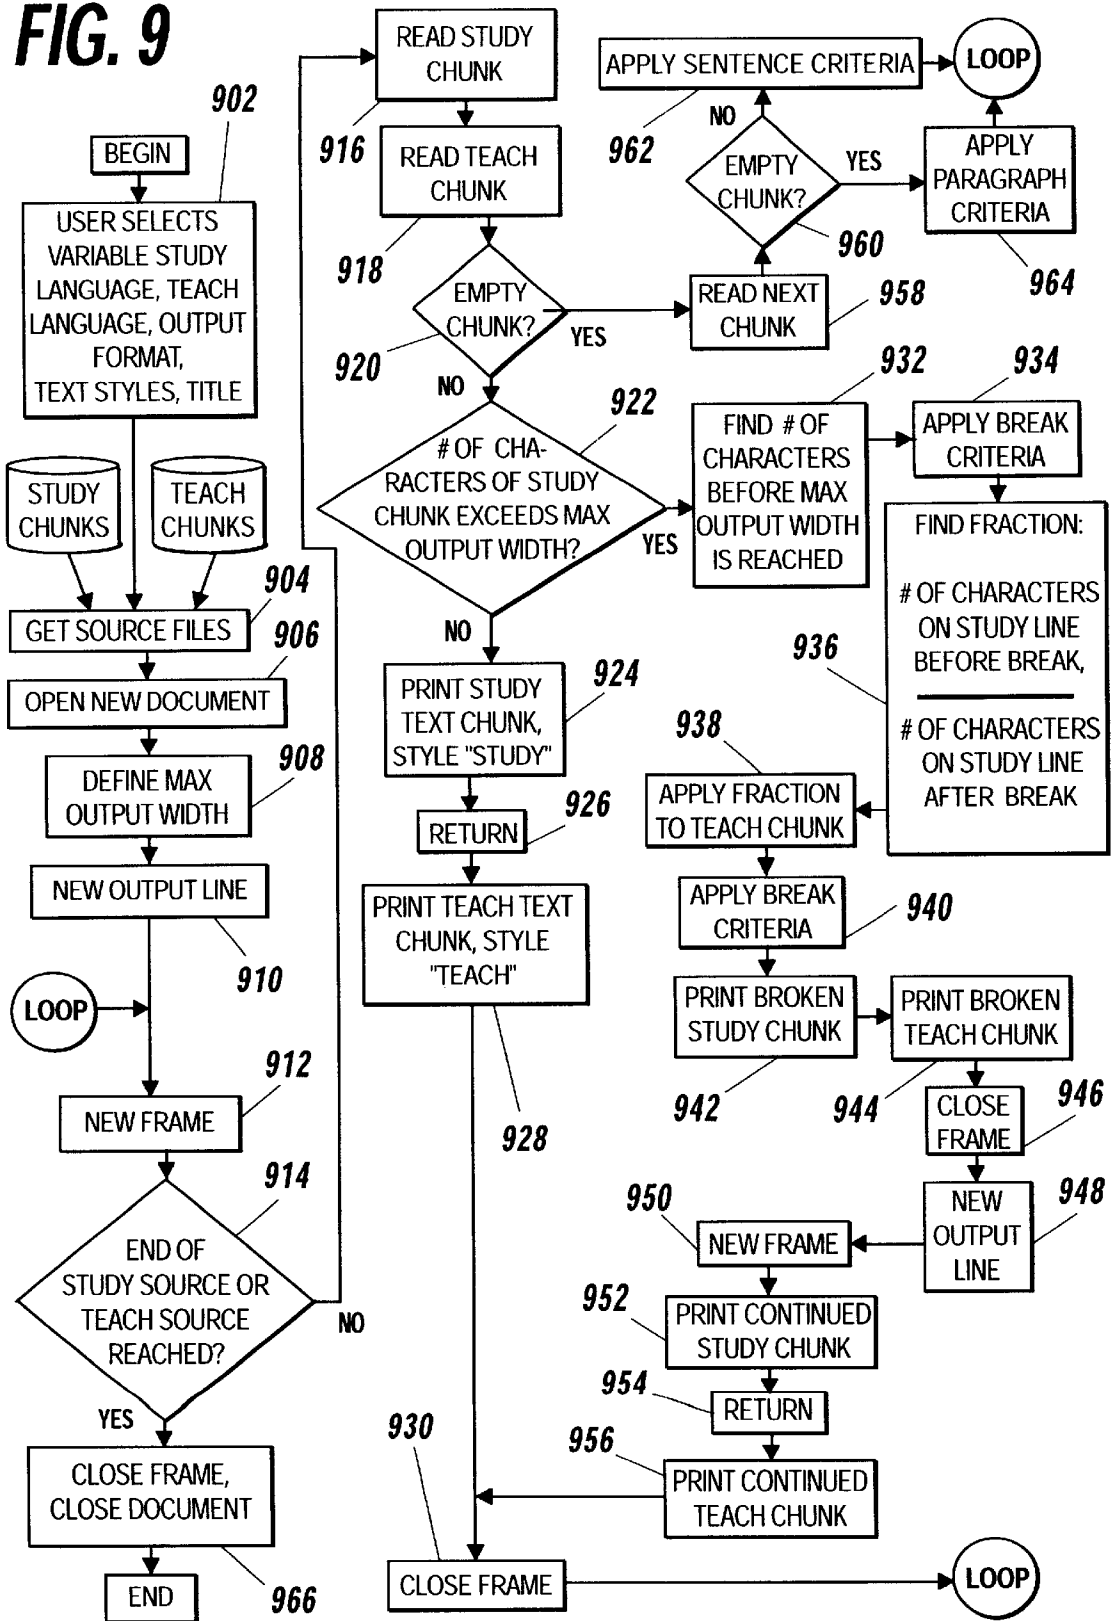 FIG. 9
902
BEGIN
USER SELECTS
VARIABLE STUDY
LANGUAGE, TEACH
LANGUAGE, OUTPUT
FORMAT,
TEXT STYLES, TITLE
STUDY
CHUNKS
TEACH
CHUNKS
904
GET SOURCE FILES
906
OPEN NEW DOCUMENT
908
DEFINE MAX
OUTPUT WIDTH
NEW OUTPUT LINE
910
LOOP
912
NEW FRAME
914
END OF
STUDY SOURCE OR
TEACH SOURCE
REACHED?
NO
YES
CLOSE FRAME,
CLOSE DOCUMENT
END
966
READ STUDY
CHUNK
916
READ TEACH
CHUNK
918
EMPTY
CHUNK?
YES
920
NO
922
# OF CHA-
RACTERS OF STUDY
CHUNK EXCEEDS MAX
OUTPUT WIDTH?
YES
NO
924
PRINT STUDY
TEXT CHUNK,
STYLE "STUDY"
926
RETURN
PRINT TEACH TEXT
CHUNK, STYLE
"TEACH"
928
930
CLOSE FRAME
LOOP
APPLY SENTENCE CRITERIA
LOOP
962
NO
EMPTY
CHUNK?
YES
960
APPLY
PARAGRAPH
CRITERIA
964
READ NEXT
CHUNK
958
932
FIND # OF
CHARACTERS
BEFORE MAX
OUTPUT WIDTH
IS REACHED
934
APPLY BREAK
CRITERIA
FIND FRACTION:
# OF CHARACTERS
ON STUDY LINE
BEFORE BREAK,
# OF CHARACTERS
ON STUDY LINE
AFTER BREAK
936
938
APPLY FRACTION
TO TEACH CHUNK
APPLY BREAK
CRITERIA
940
PRINT BROKEN
STUDY CHUNK
942
PRINT BROKEN
TEACH CHUNK
944
946
CLOSE
FRAME
948
NEW
OUTPUT
LINE
950
NEW FRAME
952
PRINT CONTINUED
STUDY CHUNK
954
RETURN
956
PRINT CONTINUED
TEACH CHUNK